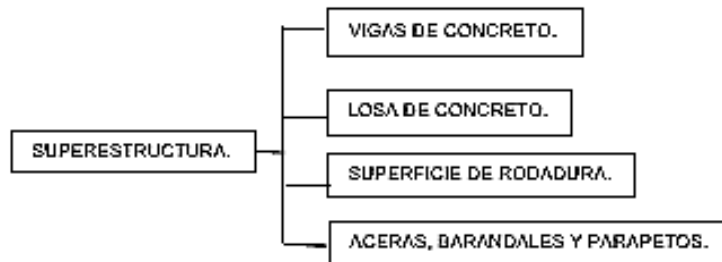 VIGAS DE CONCRETO.
LOSA DE CONCRETO.
SUPERESTRUCTURA.
SUPERFICIE DE RODADURA.
ACERAS, BARANDALES Y PARAPETOS.